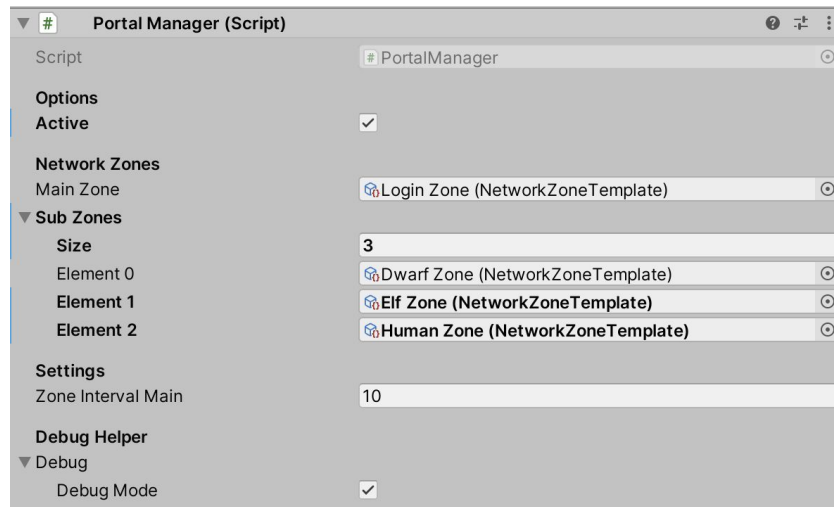 # Portal Manager (Script)
Script # PortalManager
Options
Active
Network Zones
Main Zone Login Zone (NetworkZoneTemplate)
Sub Zones
Size 3
Element 0 Dwarf Zone (NetworkZoneTemplate)
Element 1 Elf Zone (NetworkZoneTemplate)
Element 2 Human Zone (NetworkZoneTemplate)
Settings
Zone Interval Main 10
Debug Helper
Debug
Debug Mode